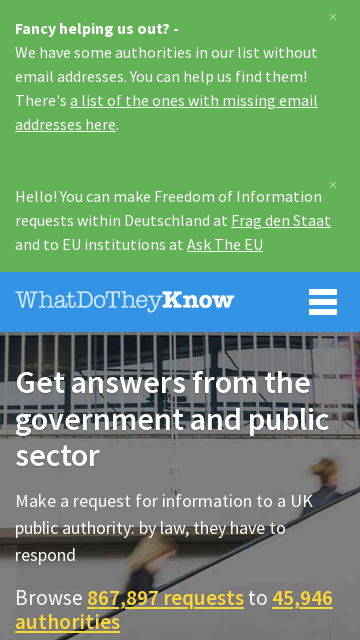 ×
Fancy helping us out? -
We have some authorities in our list without
email addresses. You can help us find them!
There's a list of the ones with missing email
addresses here.
×
Hello! You can make Freedom of Information
requests within Deutschland at Frag den Staat
and to EU institutions at Ask The EU
WhatDoTheyKnow
Get answers from the
government and public
sector
Make a request for information to a UK
public authority: by law, they have to
respond
Browse 867,897 requests to 45,946
authorities